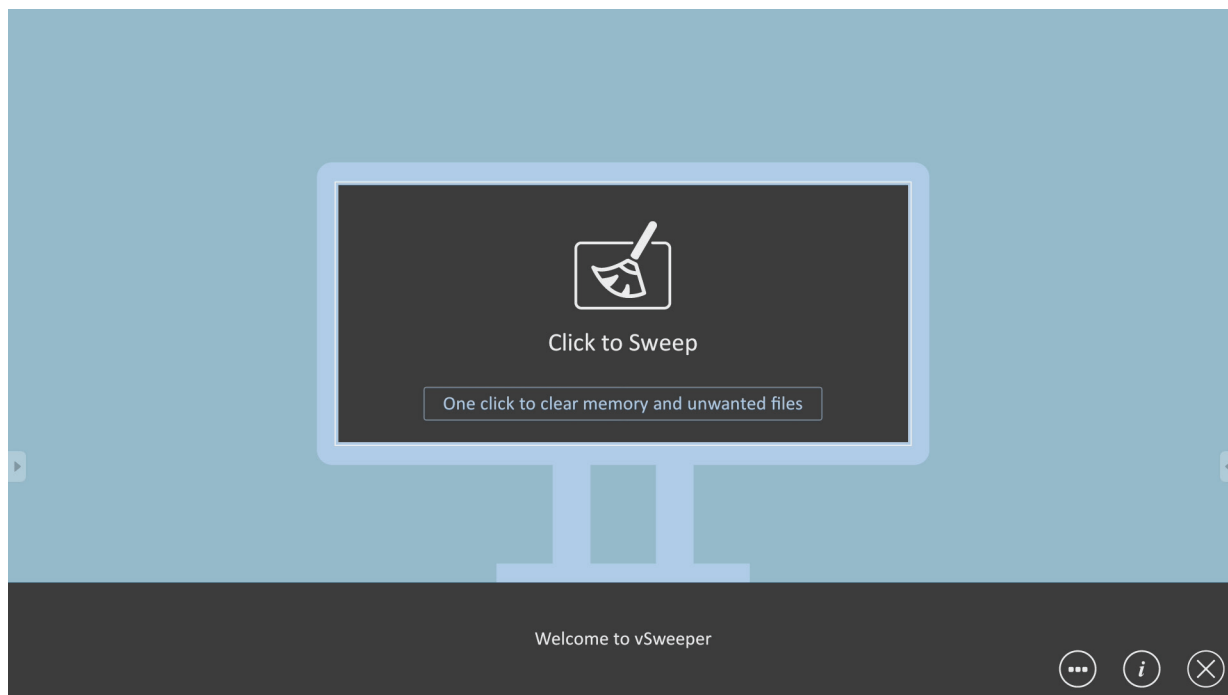 Click to Sweep
One click to clear memory and unwanted files
Welcome to vSweeper
i